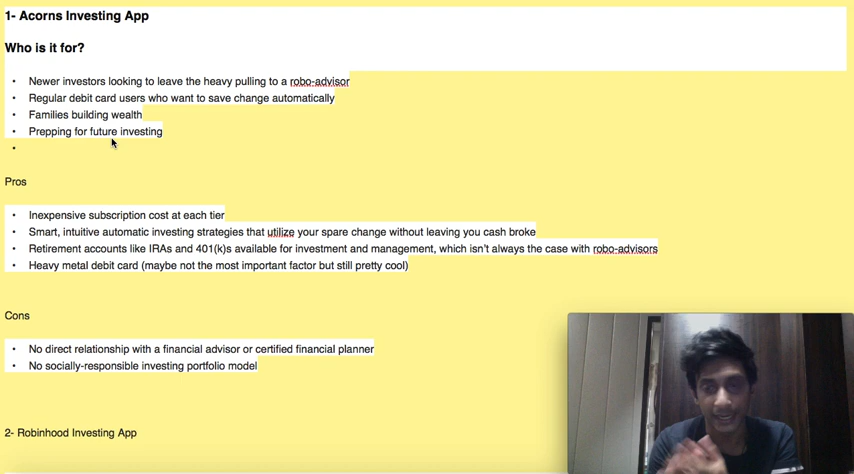 1- Acorns Investing App
Who is it for?
• Newer investors looking to leave the heavy pulling to a robo-advisor
• Regular debit card users who want to save change automatically
• Families building wealth
• Prepping for future investing
•
Pros
• Inexpensive subscription cost at each tier
• Smart, intuitive automatic investing strategies that utilize your spare change without leaving you cash broke
• Retirement accounts like IRAs and 401(k)s available for investment and management, which isn't always the case with robo-advisors
• Heavy metal debit card (maybe not the most important factor but still pretty cool)
Cons
• No direct relationship with a financial advisor or certified financial planner
• No socially-responsible investing portfolio model
2- Robinhood Investing App